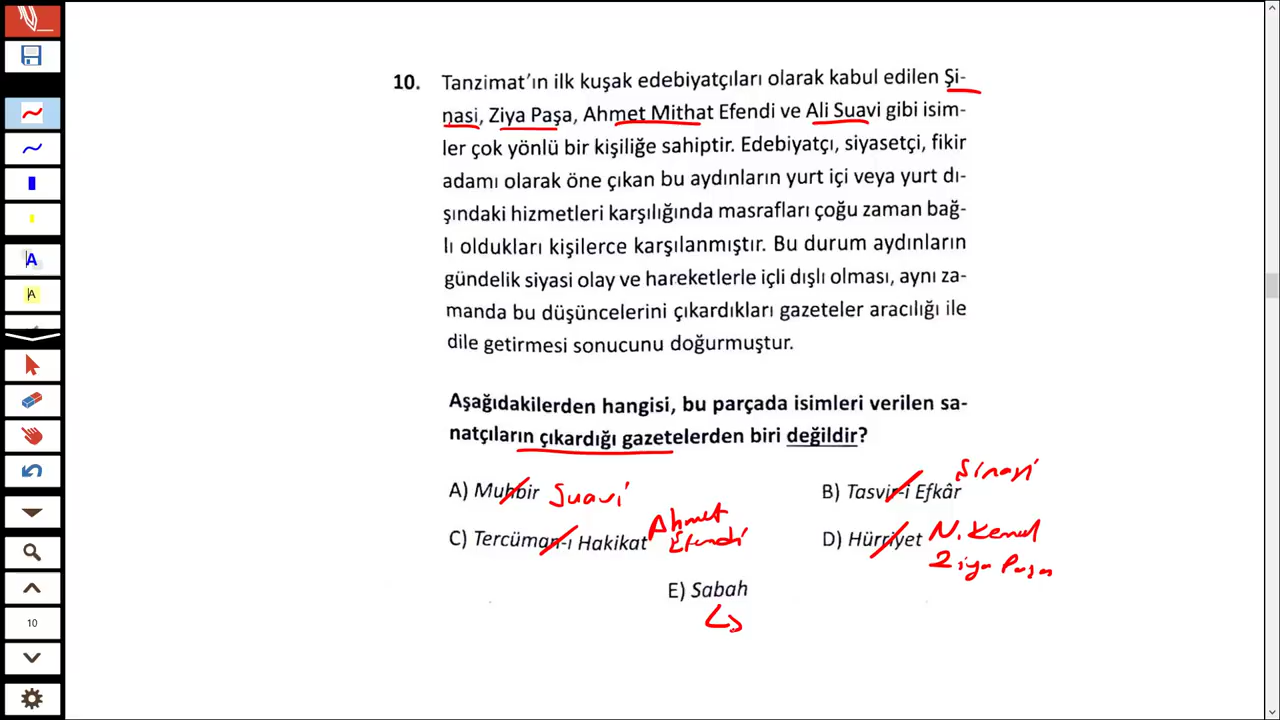 10. Tanzimat'ın ilk kuşak edebiyatçıları olarak kabul edilen Şi-
nasi, Ziya Paşa, Ahmet Mithat Efendi ve Ali Suavi gibi isim-
ler çok yönlü bir kişiliğe sahiptir. Edebiyatçı, siyasetçi, fikir
adamı olarak öne çıkan bu aydınların yurt içi veya yurt dı-
şındaki hizmetleri karşılığında masrafları çoğu zaman bağ-
lı oldukları kişilerce karşılanmıştır. Bu durum aydınların
gündelik siyasi olay ve hareketlerle içli dışlı olması, aynı za-
manda bu düşüncelerini çıkardıkları gazeteler aracılığı ile
dile getirmesi sonucunu doğurmuştur.
Aşağıdakilerden hangisi, bu parçada isimleri verilen sa-
natçıların çıkardığı gazetelerden biri değildir?
A) Muhbir Suavi
B) Tasvir-i Efkâr Şinasi
C) Tercüman-ı Hakikat Ahmet
Efendi
D) Hürriyet N. Kemal
Ziya Paşa
E) Sabah
A
A
10